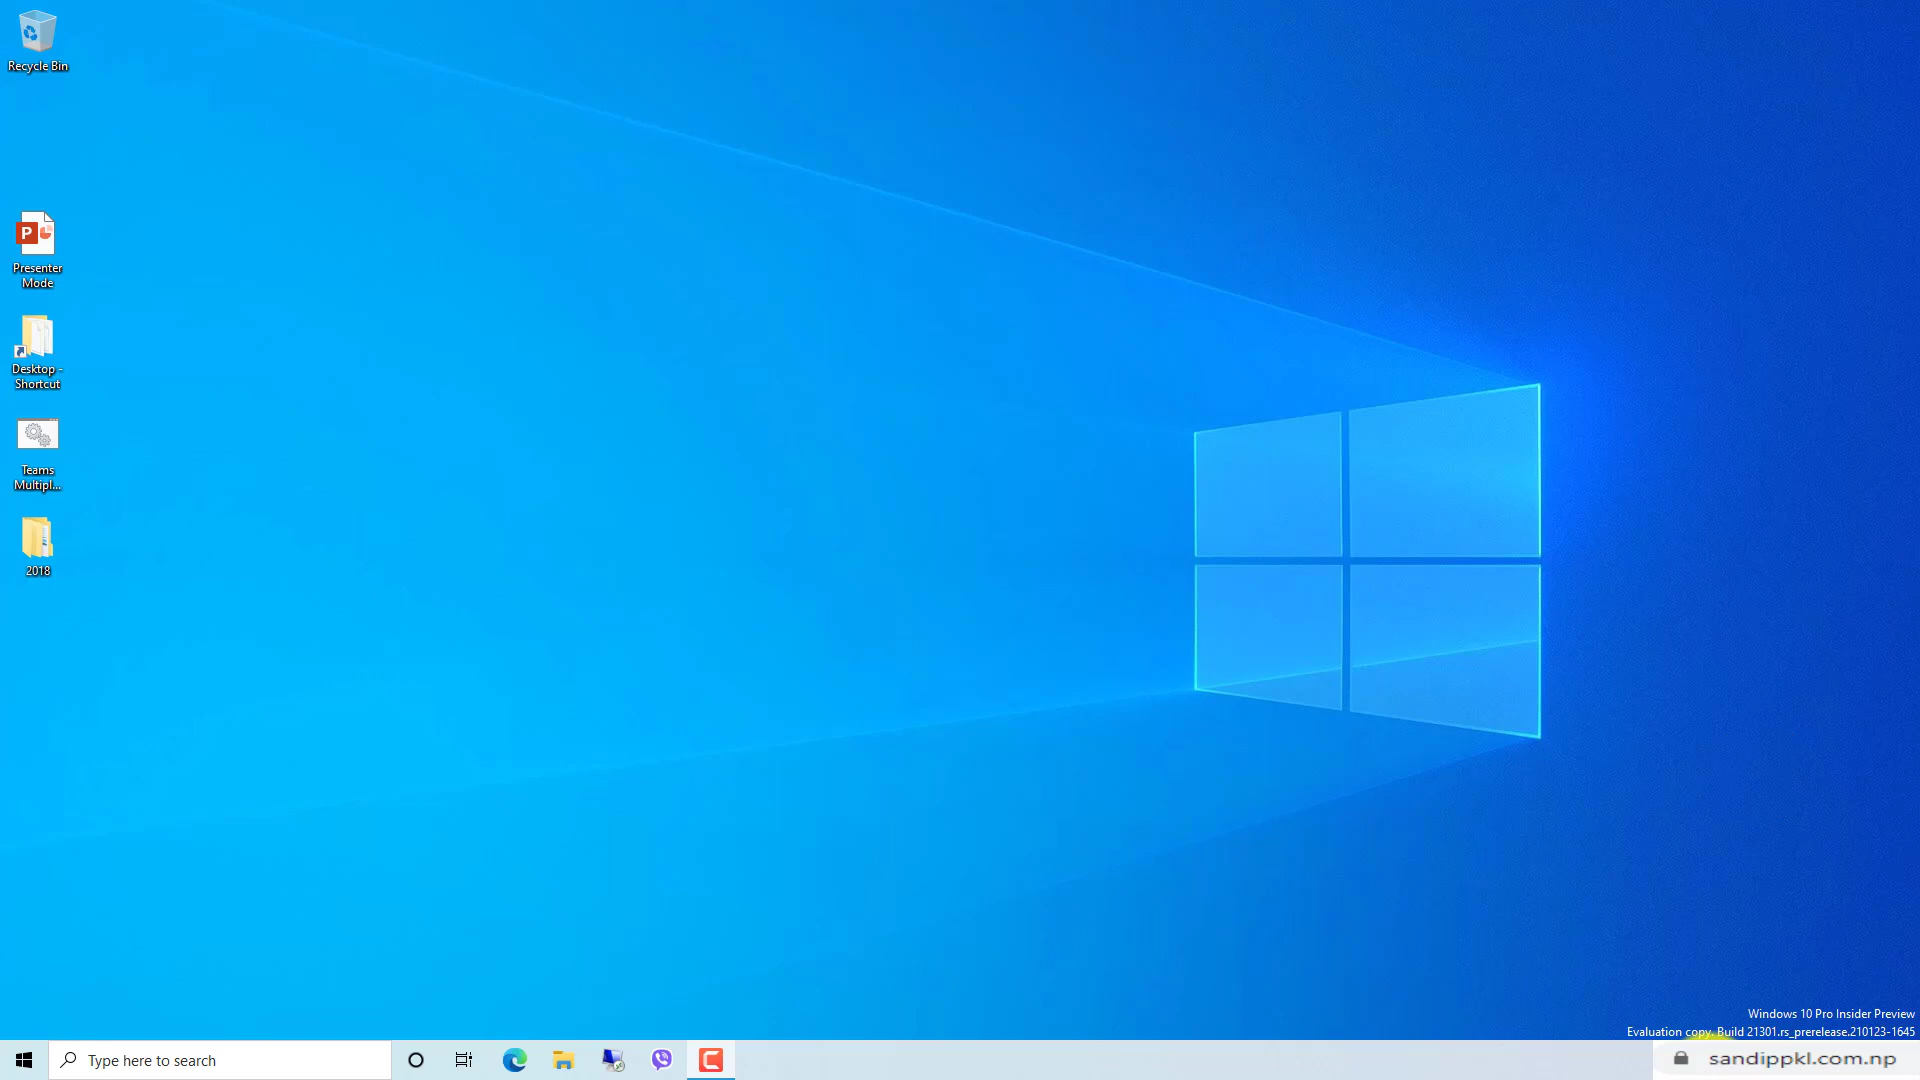 Recycle Bin
Presenter
Mode
Desktop -
Shortcut
Teams
Multipl...
2018
Windows 10 Pro Insider Preview
Evaluation copy. Build 21301.rs_prerelease.210123-1645
Type here to search
sandippkl.com.np